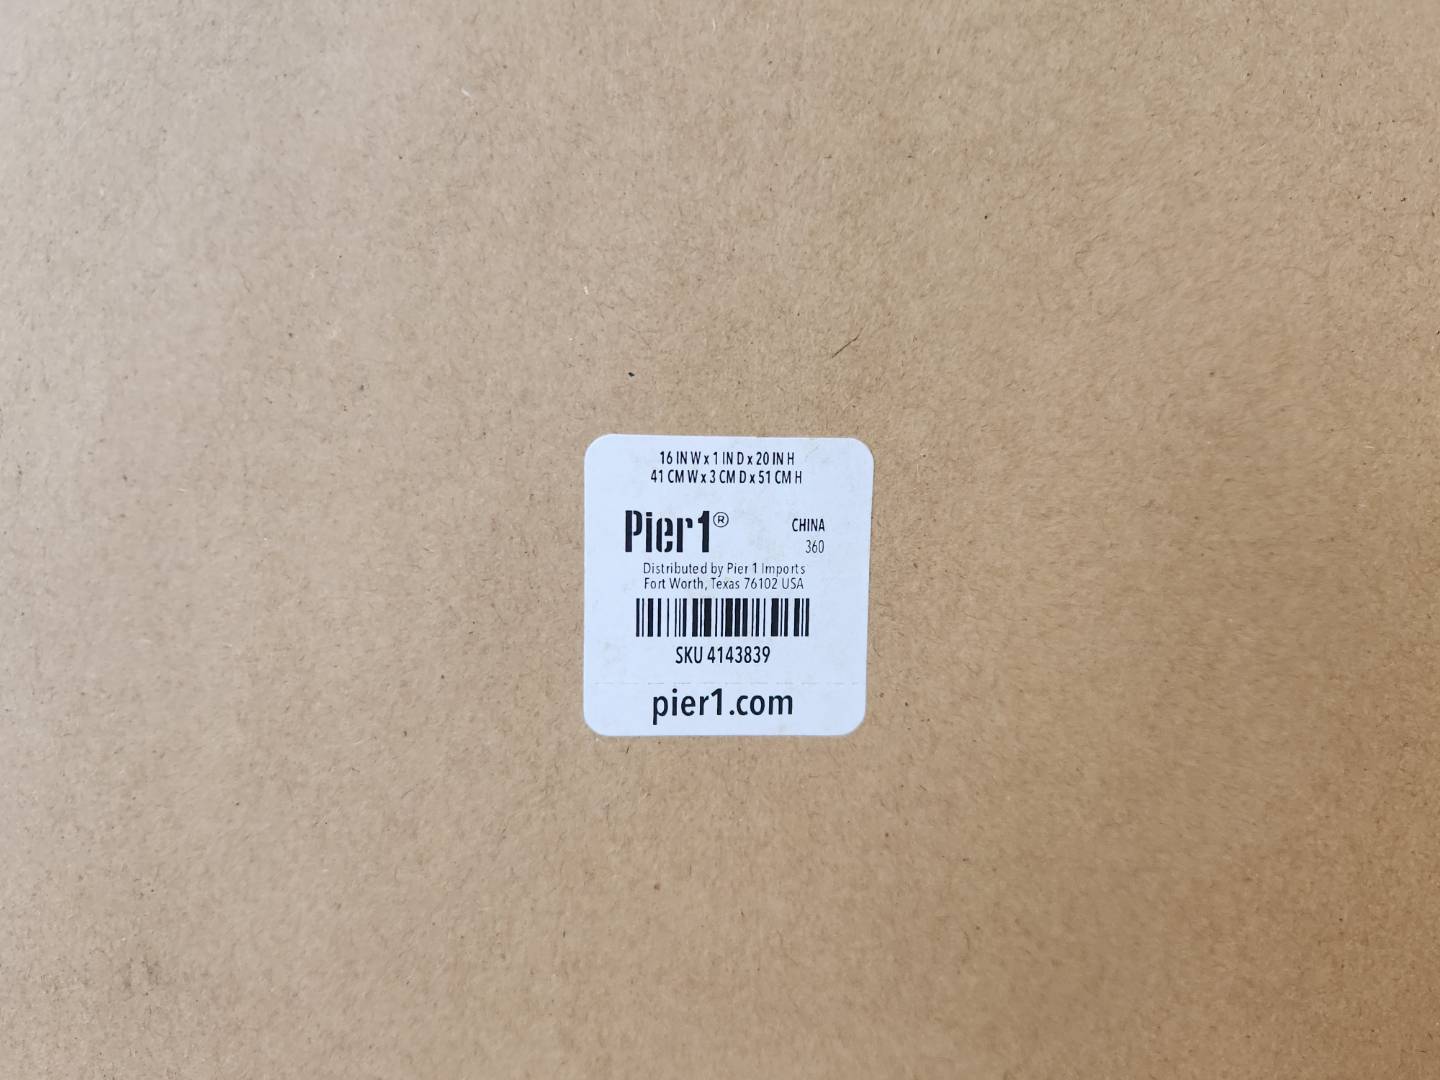 16 IN W x 1 IN D x 20 IN H
41 CM W x 3 CM D x 51 CM H
Pier1® CHINA
360
Distributed by Pier 1 Imports
Fort Worth, Texas 76102 USA
SKU 4143839
pier1.com